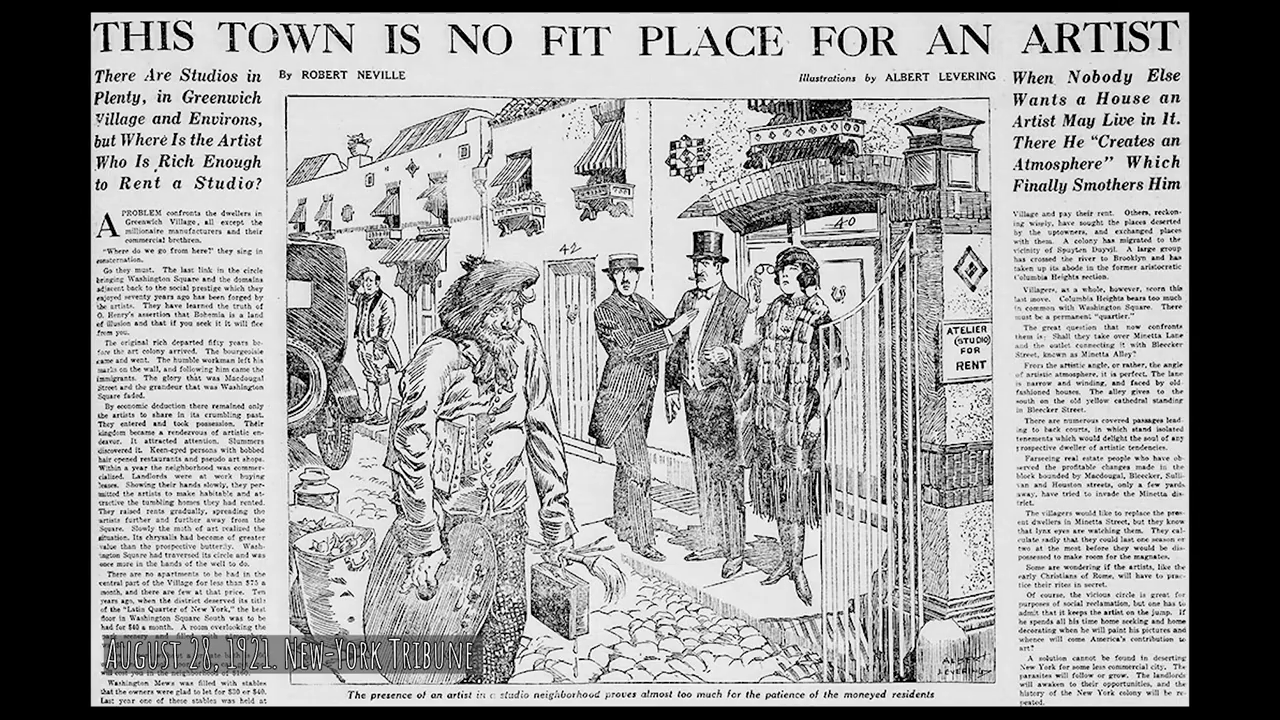 THIS TOWN IS NO FIT PLACE FOR AN ARTIST
There Are Studios in
Plenty, in Greenwich
Village and Environs,
but Where Is the Artist
Who Is Rich Enough
to Rent a Studio?
By ROBERT NEVILLE
Illustrations by ALBERT LEVERING
When Nobody Else
Wants a House an
Artist May Live in It.
There He "Creates an
Atmosphere" Which
Finally Smothers Him
A PROBLEM confronts the dwellers in
Greenwich Village, all except the
millionaire manufacturers and their
commercial brethren.
"Where do we go from here?" they sing in
consternation.
Go they must. The last link in the circle
bringing Washington Square and the domains
adjacent back to the social prestige which they
enjoyed seventy years ago has been forged by
the artists. They have learned the truth of
O. Henry's assertion that Bohemia is a land
of illusion and that if you seek it it will flee
from you.
The original rich departed fifty years be-
fore the art colony arrived. The bourgeoisie
came and went. The humble workman left his
marks on the wall, and following him came the
immigrants. The glory that was Macdougal
Street and the grandeur that was Washington
Square faded.
By economic deduction there remained only
the artists to share in its crumbling past.
They entered and took possession. Their
kingdom became a rendezvous of artistic en-
deavor. It attracted attention. Slummers
discovered it. Keen-eyed persons with bobbed
hair opened restaurants and pseudo art shops.
Within a year the neighborhood was commer-
cialized. Landlords were at work buying
leases. Showing their hands slowly, they per-
mitted the artists to make habitable and at-
tractive the tumbling homes they had rented.
They raised rents gradually, spreading the
artists further and further away from the
Square. Slowly the moth of art realized the
situation. Its chrysalis had become of greater
value than the prospective butterfly. Wash-
ington Square had traversed its circle and was
once more in the hands of the well to do.
There are no apartments to be had in the
central part of the Village for less than $75 a
month, and there are few at that price. Ten
years ago, when the district deserved its title
of the "Latin Quarter of New York," the best
floor in Washington Square South was to be
had for $40 a month. A room overlooking the
August 28, 1921. New-York Tribune
Washington Mews was filled with stables
that the owners were glad to let for $30 or $40.
Last year one of these stables was held at
42
40
ATELIER
(STUDIO)
FOR
RENT
The presence of an artist in a studio neighborhood proves almost too much for the patience of the moneyed residents
Village and pay their rent. Others, reckon-
ing wisely, have sought the places deserted
by the uptowners, and exchanged places
with them. A colony has migrated to the
vicinity of Spuyten Duyvil. A large group
has crossed the river to Brooklyn and has
taken up its abode in the former aristocratic
Columbia Heights section.
Villagers, as a whole, however, scorn this
last move. Columbia Heights bears too much
in common with Washington Square. There
must be a permanent "quartier."
The great question that now confronts
them is: Shall they take over Minetta Lane
and the outlet connecting it with Bleecker
Street, known as Minetta Alley?
From the artistic angle, or rather, the angle
of artistic atmosphere, it is perfect. The lane
is narrow and winding, and faced by old-
fashioned houses. The alley gives to the
south on the old yellow cathedral standing
in Bleecker Street.
There are numerous covered passages lead-
ing to back courts, in which stand isolated
tenements which would delight the soul of any
prospective dweller of artistic tendencies.
Farseeing real estate people who have ob-
served the profitable changes made in the
block bounded by Macdougal, Bleecker, Sulli-
van and Houston streets, only a few yards
away, have tried to invade the Minetta dis-
trict.
The villagers would like to replace the pres-
ent dwellers in Minetta Street, but they know
that lynx eyes are watching them. They cal-
culate sadly that they could last one season or
two at the most before they would be dis-
possessed to make room for the magnates.
Some are wondering if the artists, like the
early Christians of Rome, will have to prac-
tice their rites in secret.
Of course, the vicious circle is great for
purposes of social reclamation, but one has to
admit that it keeps the artist on the jump. If
he spends all his time home seeking and home
decorating when he will paint his pictures and
whence will come America's contribution to
art?
A solution cannot be found in deserting
New York for some less commercial city. The
parasites will follow or grow. The landlords
will awaken to their opportunities, and the
history of the New York colony will be re-
peated.